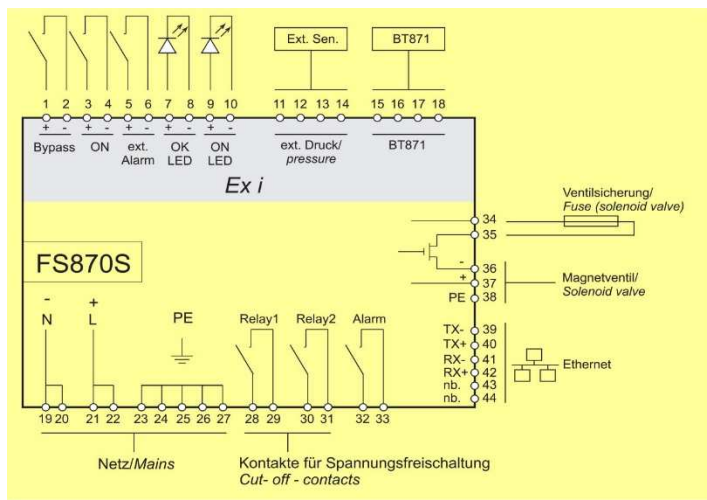 Ext. Sen. BT871
1 2 3 4 5 6 7 8 9 10 11 12 13 14 15 16 17 18
+ - + - + - + - + -
Bypass ON ext. Alarm OK LED ON LED ext. Druck/ pressure BT871
Ex i
Ventilsicherung/
Fuse (solenoid valve)
34
35
FS870S
- 36
+ 37
PE 38
Magnetventil/
Solenoid valve
- +
N L PE Relay1 Relay2 Alarm
TX- 39
TX+ 40
RX- 41
RX+ 42
nb. 43
nb. 44
Ethernet
19 20 21 22 23 24 25 26 27 28 29 30 31 32 33
Netz/Mains
Kontakte für Spannungsfreischaltung
Cut- off - contacts